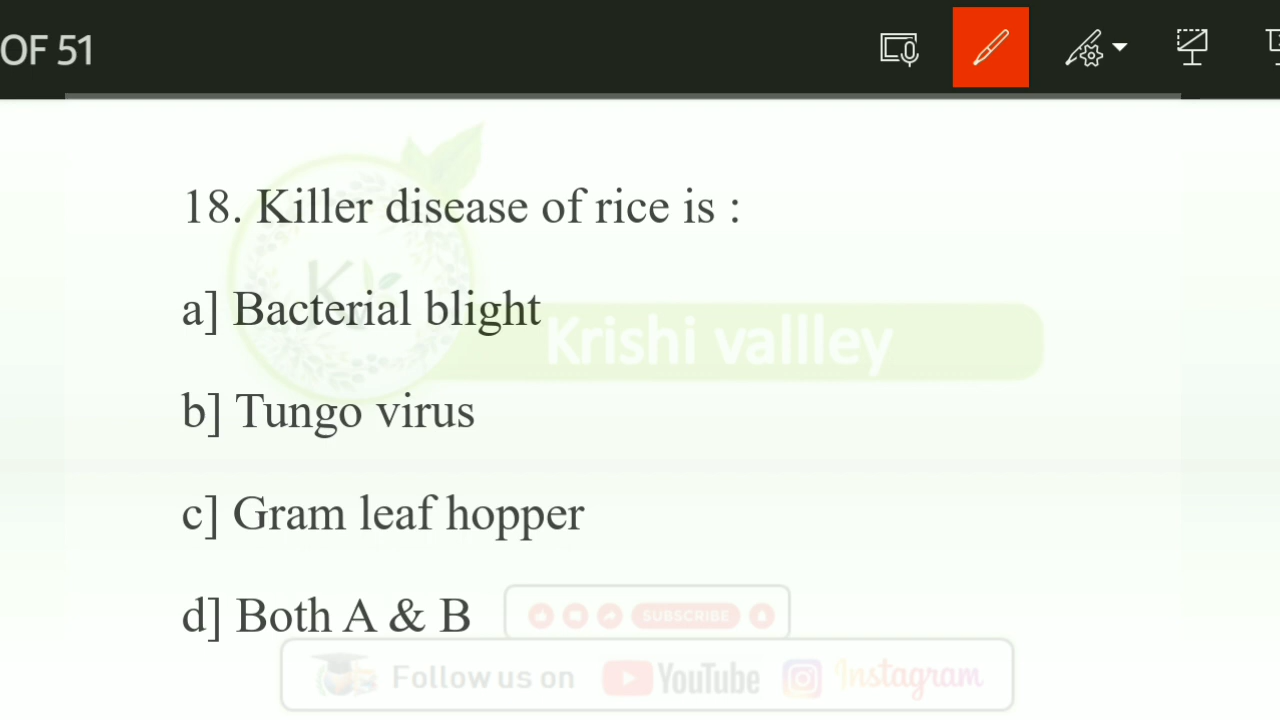 OF 51
18. Killer disease of rice is :
a] Bacterial blight
Krishi vallley
b] Tungo virus
c] Gram leaf hopper
d] Both A & B
SUBSCRIBE
Follow us on YouTube Instagram